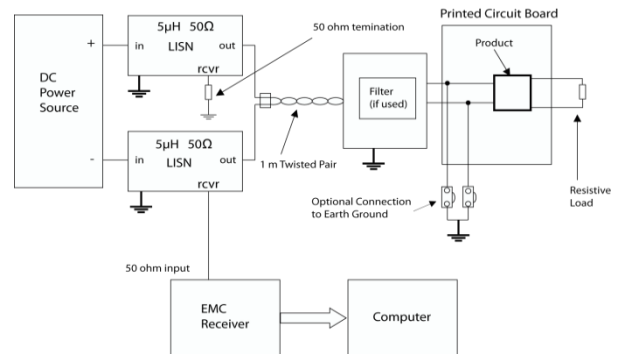 Printed Circuit Board
5μH 50Ω
50 ohm temination
+
in
LISN
out
Product
rcvr
DC
Power
Source
Filter
(if used)
5μH 50Ω
-
in
LISN
out
1 m Twisted Pair
rcvr
Optional Connection
to Earth Ground
Resistive
Load
50 ohm input
EMC
Receiver
Computer